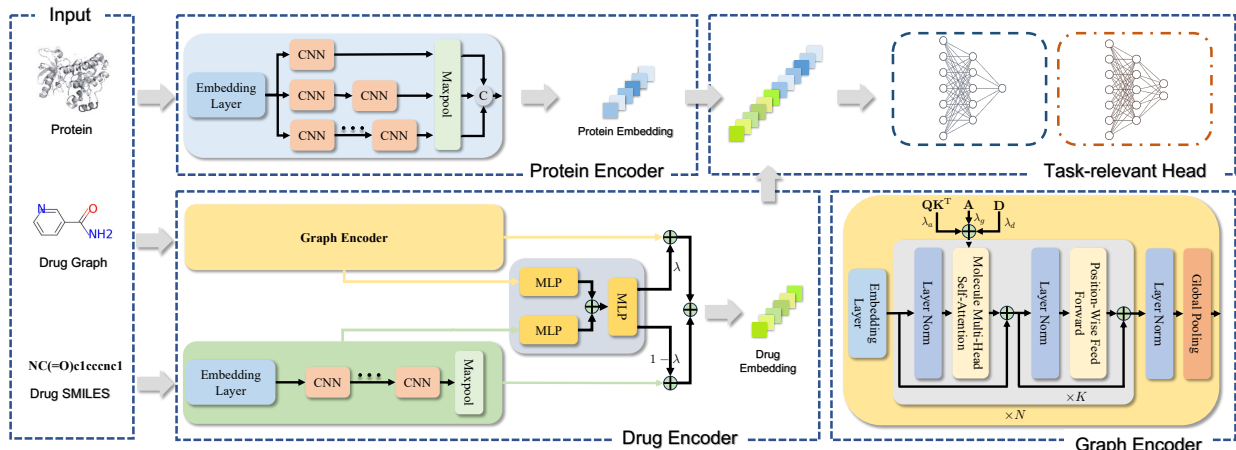 Input
Protein
N
O
NH2
Drug Graph
NC(=O)c1cccnc1
Drug SMILES
Embedding
Layer
CNN
CNN
CNN
CNN
CNN
Maxpool
C
Protein Embedding
Protein Encoder
Task-relevant Head
Graph Encoder
MLP
MLP
MLP
λ
1 − λ
Embedding
Layer
CNN
CNN
Maxpool
Drug
Embedding
Drug Encoder
QKᵀ
A
D
λₐ
λ_g
λ_d
Embedding
Layer
Layer Norm
Molecule Multi-Head
Self-Attention
Layer Norm
Position-Wise Feed
Forward
Layer Norm
Global Pooling
×K
×N
Graph Encoder